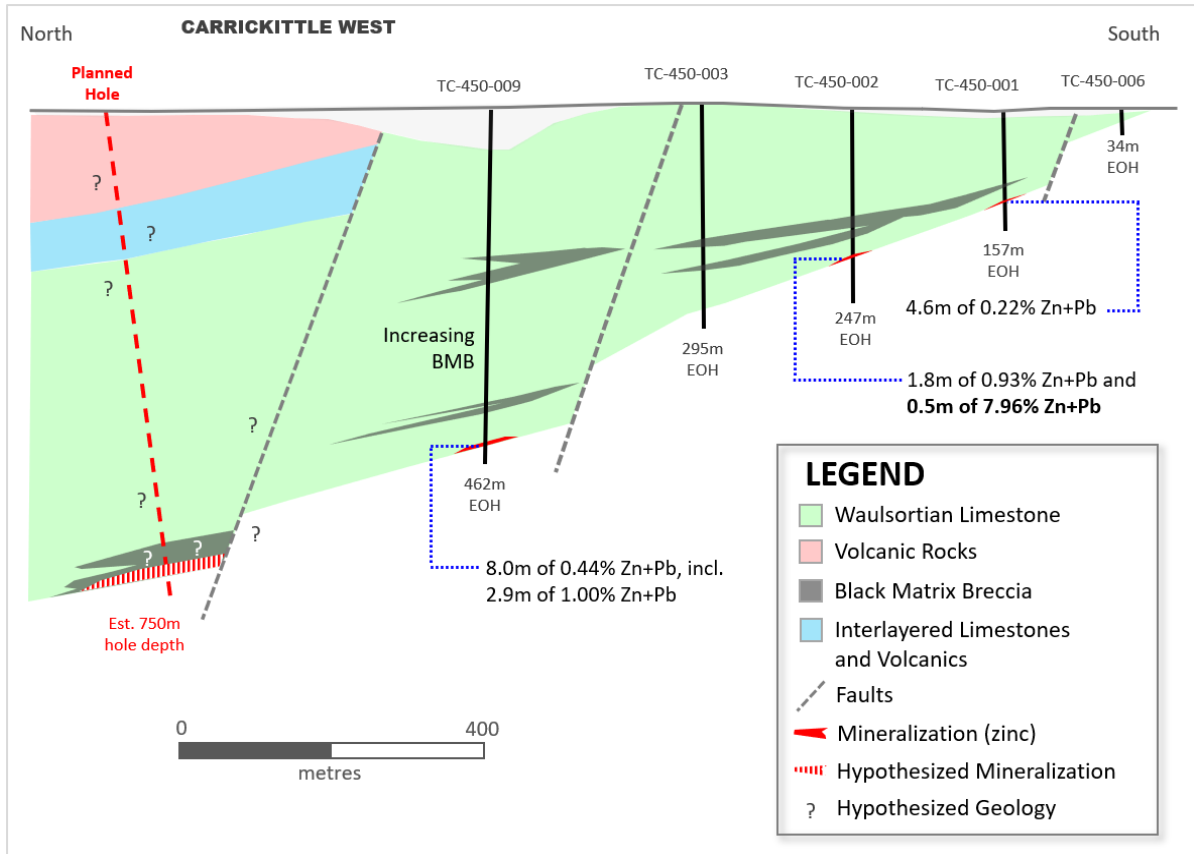 CARRICKITTLE WEST
North
South
Planned
Hole
TC-450-009
TC-450-003
TC-450-002
TC-450-001
TC-450-006
34m
EOH
?
?
?
157m
EOH
4.6m of 0.22% Zn+Pb
247m
EOH
Increasing
BMB
295m
EOH
1.8m of 0.93% Zn+Pb and
0.5m of 7.96% Zn+Pb
?
462m
EOH
?
?
?
?
8.0m of 0.44% Zn+Pb, incl.
2.9m of 1.00% Zn+Pb
Est. 750m
hole depth
0
400
metres
LEGEND
Waulsortian Limestone
Volcanic Rocks
Black Matrix Breccia
Interlayered Limestones
and Volcanics
Faults
Mineralization (zinc)
Hypothesized Mineralization
? Hypothesized Geology